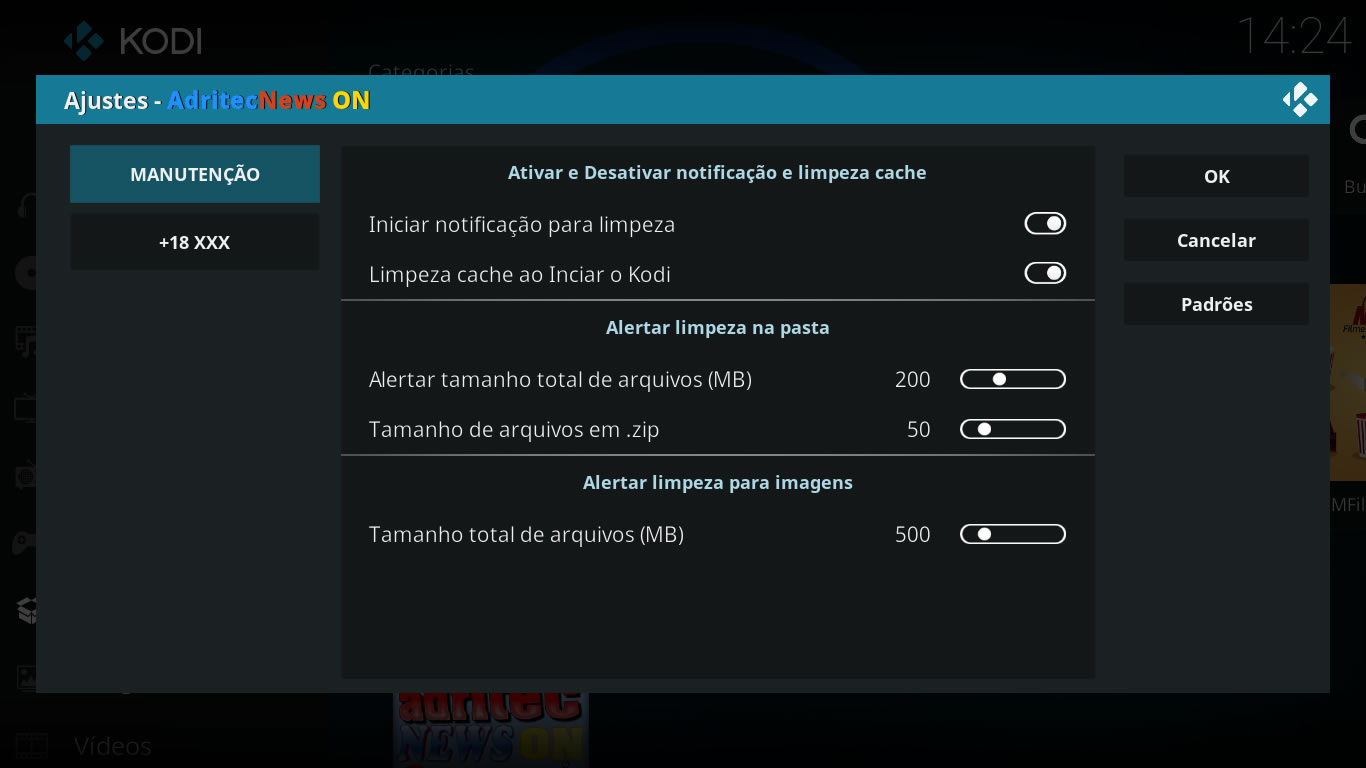 KODI
14:24
Categorias
Ajustes - AdritecNews ON
MANUTENÇÃO
+18 XXX
Ativar e Desativar notificação e limpeza cache
Iniciar notificação para limpeza
Limpeza cache ao Inciar o Kodi
Alertar limpeza na pasta
Alertar tamanho total de arquivos (MB) 200
Tamanho de arquivos em .zip 50
Alertar limpeza para imagens
Tamanho total de arquivos (MB) 500
OK
Cancelar
Padrões
Bu
MFil
adritec
NEWS ON
Vídeos